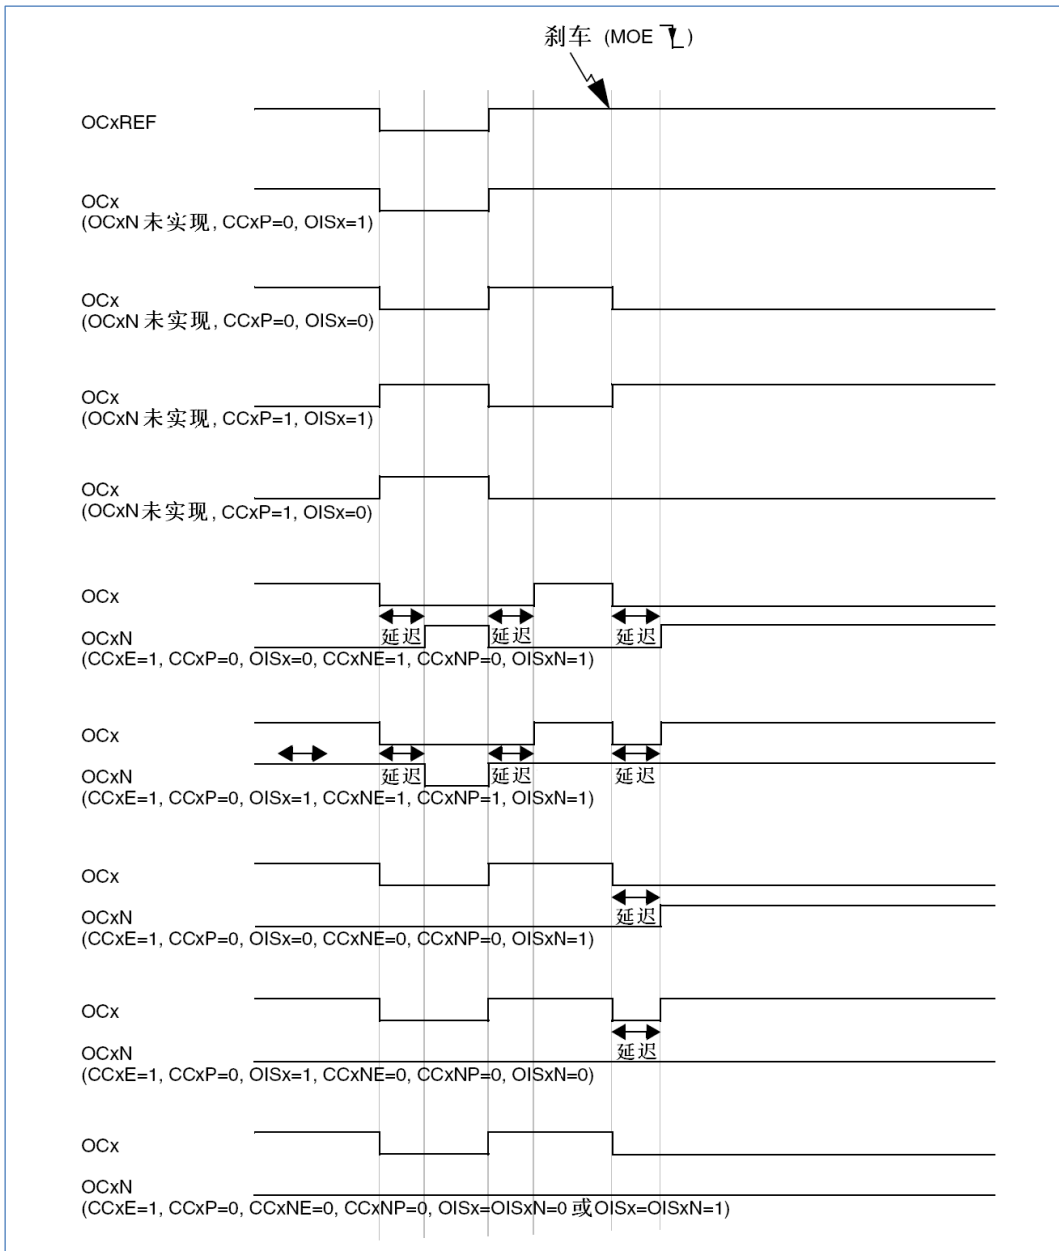 刹车 (MOE )
OCxREF
OCx
(OCxN 未实现, CCxP=0, OISx=1)
OCx
(OCxN 未实现, CCxP=0, OISx=0)
OCx
(OCxN 未实现, CCxP=1, OISx=1)
OCx
(OCxN 未实现, CCxP=1, OISx=0)
OCx
延迟 延迟 延迟
OCxN
(CCxE=1, CCxP=0, OISx=0, CCxNE=1, CCxNP=0, OISxN=1)
OCx
延迟 延迟 延迟
OCxN
(CCxE=1, CCxP=0, OISx=1, CCxNE=1, CCxNP=1, OISxN=1)
OCx
延迟
OCxN
(CCxE=1, CCxP=0, OISx=0, CCxNE=0, CCxNP=0, OISxN=1)
OCx
延迟
OCxN
(CCxE=1, CCxP=0, OISx=1, CCxNE=0, CCxNP=0, OISxN=0)
OCx
OCxN
(CCxE=1, CCxP=0, CCxNE=0, CCxNP=0, OISx=OISxN=0 或 OISx=OISxN=1)